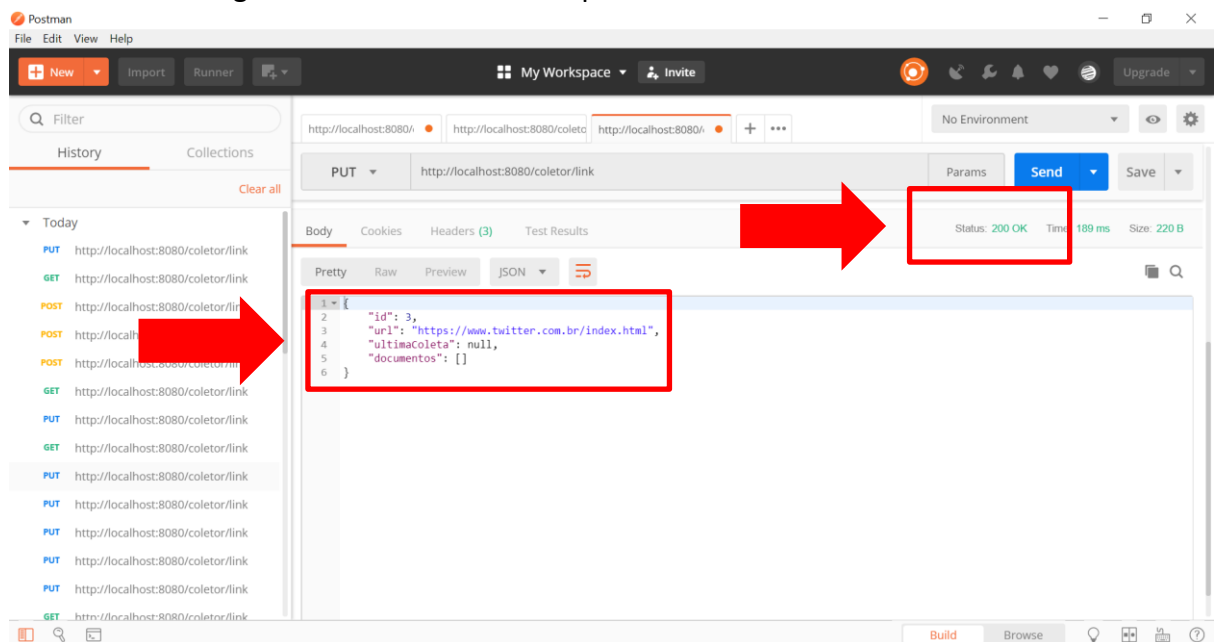 Postman
File Edit View Help
New Import Runner My Workspace Invite Upgrade
Filter
History Collections
Clear all
Today
PUT http://localhost:8080/coletor/link
GET http://localhost:8080/coletor/link
POST http://localhost:8080/coletor/lin
POST http://localh
POST
GET http://localhost:8080/coletor/link
PUT http://localhost:8080/coletor/link
GET http://localhost:8080/coletor/link
PUT http://localhost:8080/coletor/link
PUT http://localhost:8080/coletor/link
PUT http://localhost:8080/coletor/link
PUT http://localhost:8080/coletor/link
PUT http://localhost:8080/coletor/link
GET http://localhost:8080/coletor/link
http://localhost:8080/ http://localhost:8080/coleto http://localhost:8080/ + •••
No Environment
PUT http://localhost:8080/coletor/link Params Send Save
Body Cookies Headers (3) Test Results Status: 200 OK Time: 189 ms Size: 220 B
Pretty Raw Preview JSON
1 {
2 "id": 3,
3 "url": "https://www.twitter.com.br/index.html",
4 "ultimaColeta": null,
5 "documentos": []
6 }
Build Browse